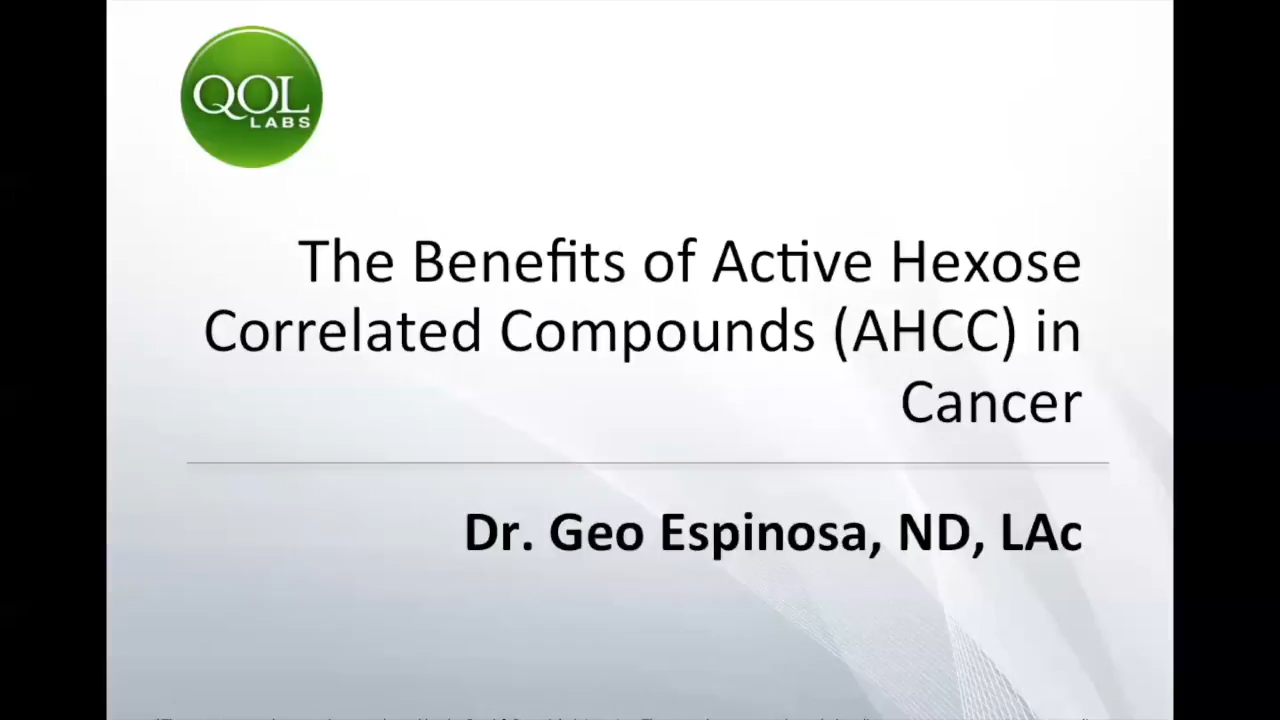 QOL
LABS
The Benefits of Active Hexose
Correlated Compounds (AHCC) in
Cancer
Dr. Geo Espinosa, ND, LAc